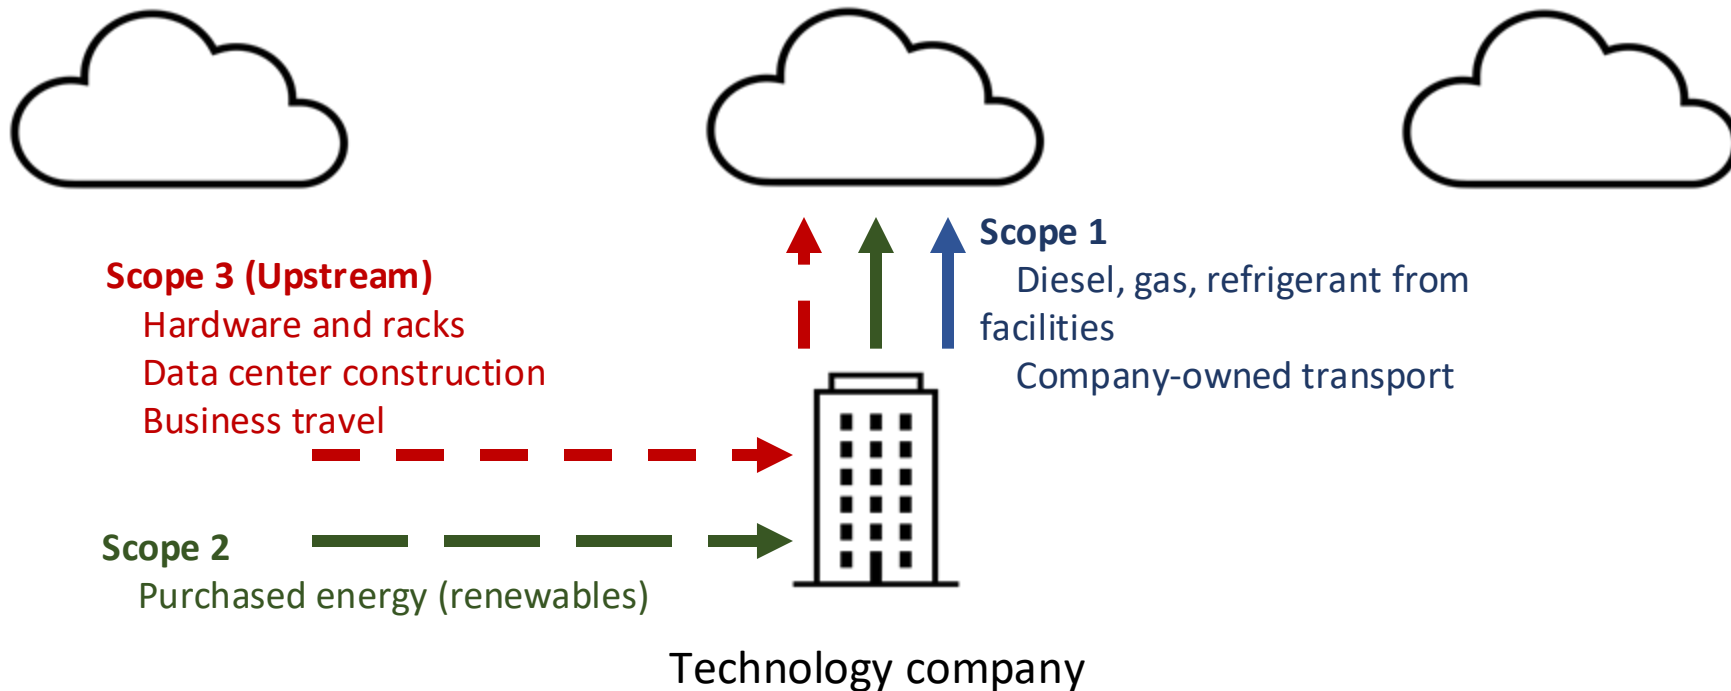 Scope 1
Diesel, gas, refrigerant from
facilities
Company-owned transport
Scope 3 (Upstream)
Hardware and racks
Data center construction
Business travel
Scope 2
Purchased energy (renewables)
Technology company